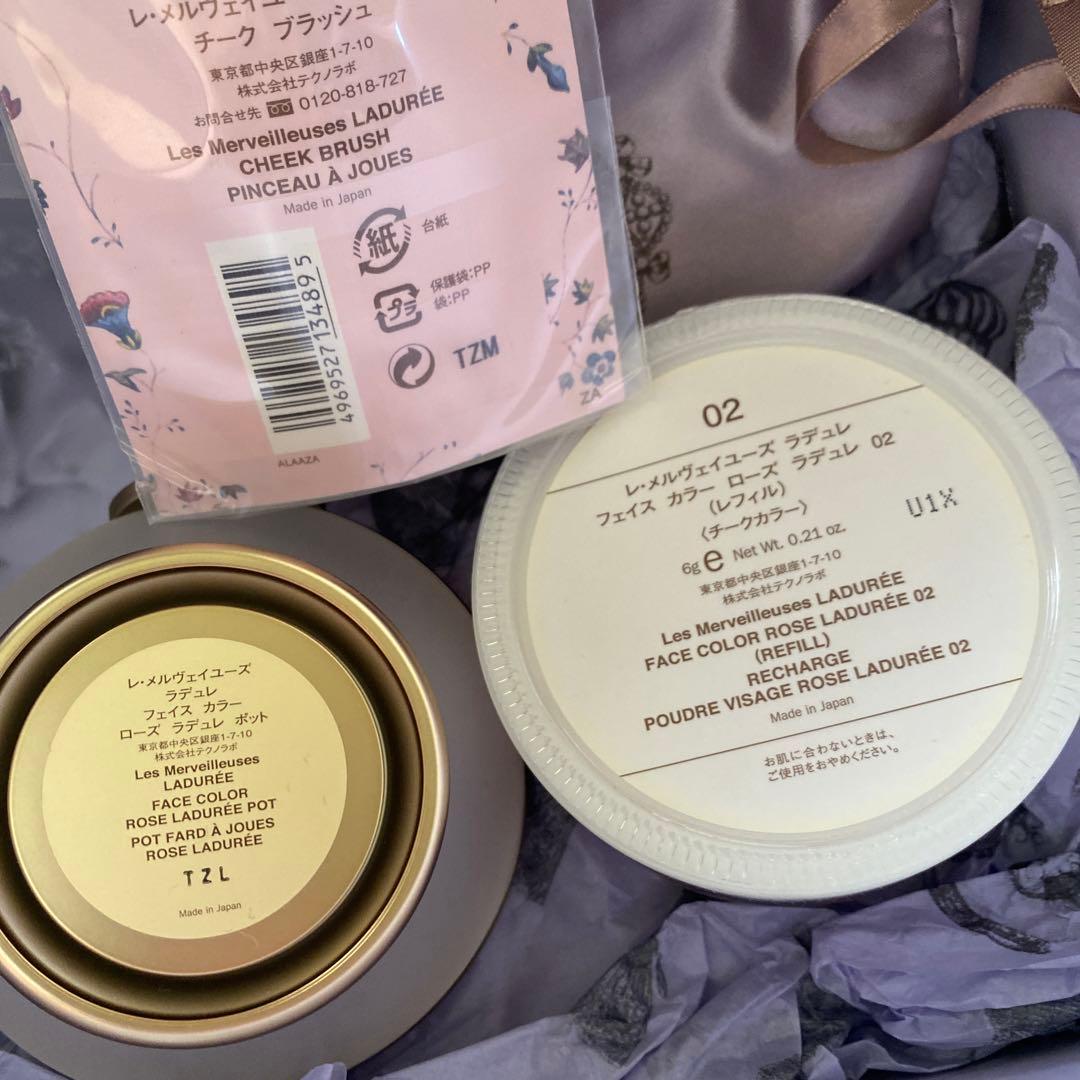 レ・メルヴェイユーズ
チーク ブラッシュ
東京都中央区銀座1-7-10
株式会社テクノラボ
お問合せ先 0120-818-727
Les Merveilleuses LADURÉE
CHEEK BRUSH
PINCEAU À JOUES
Made in Japan
紙 台紙
プラ 保護袋:PP
袋:PP
TZM
4969527134895
ALAAZA
ZA
02
レ・メルヴェイユーズ ラデュレ
フェイス カラー ローズ ラデュレ 02
(レフィル)
〈チークカラー〉
U1X
6g e Net Wt. 0.21 oz.
東京都中央区銀座1-7-10
株式会社テクノラボ
Les Merveilleuses LADURÉE
FACE COLOR ROSE LADURÉE 02
(REFILL)
RECHARGE
POUDRE VISAGE ROSE LADURÉE 02
Made in Japan
お肌に合わないときは、
ご使用をおやめください。
レ・メルヴェイユーズ
ラデュレ
フェイス カラー
ローズ ラデュレ ポット
東京都中央区銀座1-7-10
株式会社テクノラボ
Les Merveilleuses
LADURÉE
FACE COLOR
ROSE LADURÉE POT
POT FARD À JOUES
ROSE LADURÉE
TZL
Made in Japan